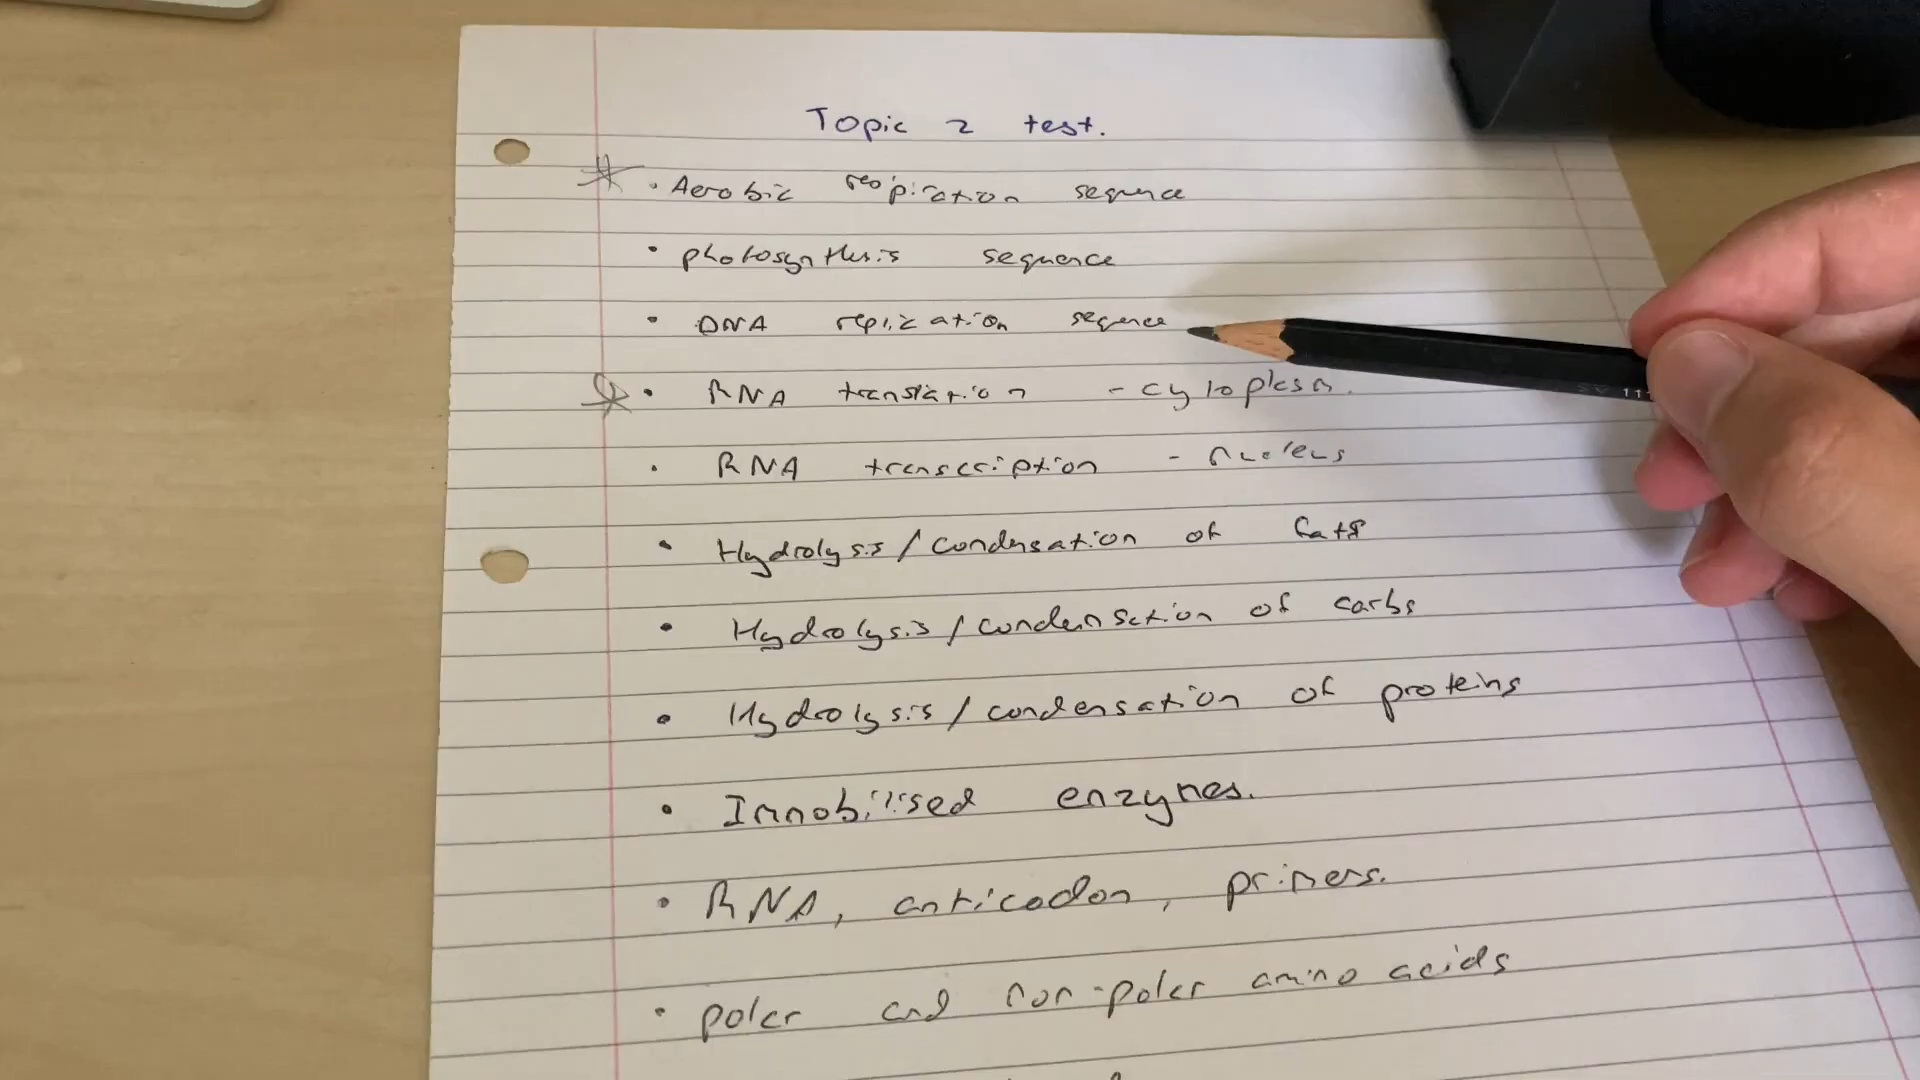 Topic 2 test.
• Aerobic respiration sequence
• photosynthesis sequence
• DNA replication sequence
• RNA translation - cytoplasm.
• RNA transcription - nucleus
• Hydrolysis/condensation of fats
• Hydrolysis/condensation of carbs
• Hydrolysis/condensation of proteins
• Immobilised enzymes.
• RNA, anticodon, primers.
• polar and non-polar amino acids